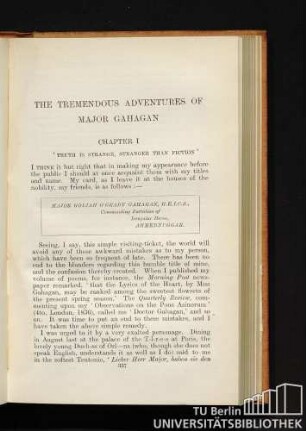 THE TREMENDOUS ADVENTURES OF
MAJOR GAHAGAN
CHAPTER I
'TRUTH IS STRANGE, STRANGER THAN FICTION'
I THINK it but right that in making my appearance before
the public I should at once acquaint them with my titles
and name. My card, as I leave it at the houses of the
nobility, my friends, is as follows :—
MAJOR GOLIAH O'GRADY GAHAGAN, H.E.I.C.S.,
Commanding Battalion of
Irregular Horse,
AHMEDNUGGAR.
Seeing, I say, this simple visiting-ticket, the world will
avoid any of those awkward mistakes as to my person,
which have been so frequent of late. There has been no
end to the blunders regarding this humble title of mine,
and the confusion thereby created. When I published my
volume of poems, for instance, the Morning Post news-
paper remarked, 'that the Lyrics of the Heart, by Miss
Gahagan, may be ranked among the sweetest flowerets of
the present spring season.' The Quarterly Review, com-
menting upon my 'Observations on the Pons Asinorum'
(4to, London, 1836), called me 'Doctor Gahagan,' and so
on. It was time to put an end to these mistakes, and I
have taken the above simple remedy.
I was urged to it by a very exalted personage. Dining
in August last at the palace of the T-l-r-es at Paris, the
lovely young Duch-ss of Orl—ns (who, though she does not
speak English, understands it as well as I do) said to me
in the softest Teutonic, 'Lieber Herr Major, haben sie den
TU Berlin
UNIVERSITÄTSBIBLIOTHEK